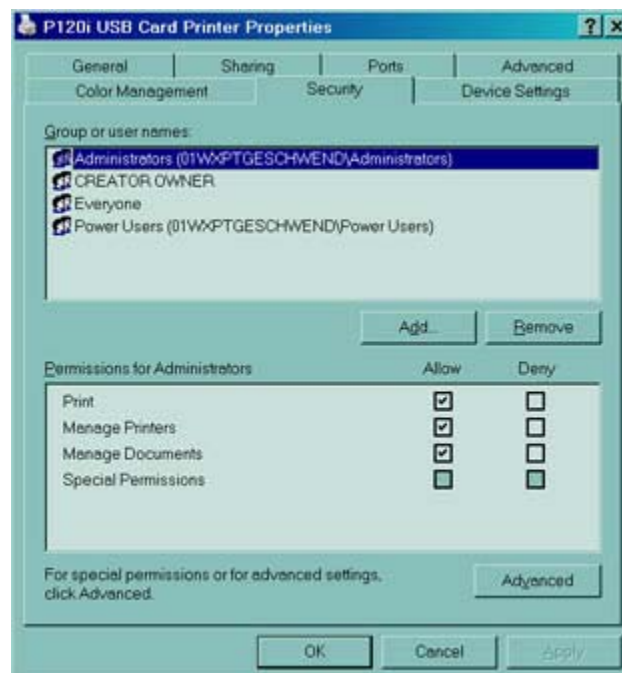 P120i USB Card Printer Properties ? x
General Sharing Ports Advanced
Color Management Security Device Settings
Group or user names:
Administrators (01WXPTGESCHWEND\Administrators)
CREATOR OWNER
Everyone
Power Users (01WXPTGESCHWEND\Power Users)
Add... Remove
Permissions for Administrators Allow Deny
Print
Manage Printers
Manage Documents
Special Permissions
For special permissions or for advanced settings,
click Advanced.
Advanced
OK Cancel Apply